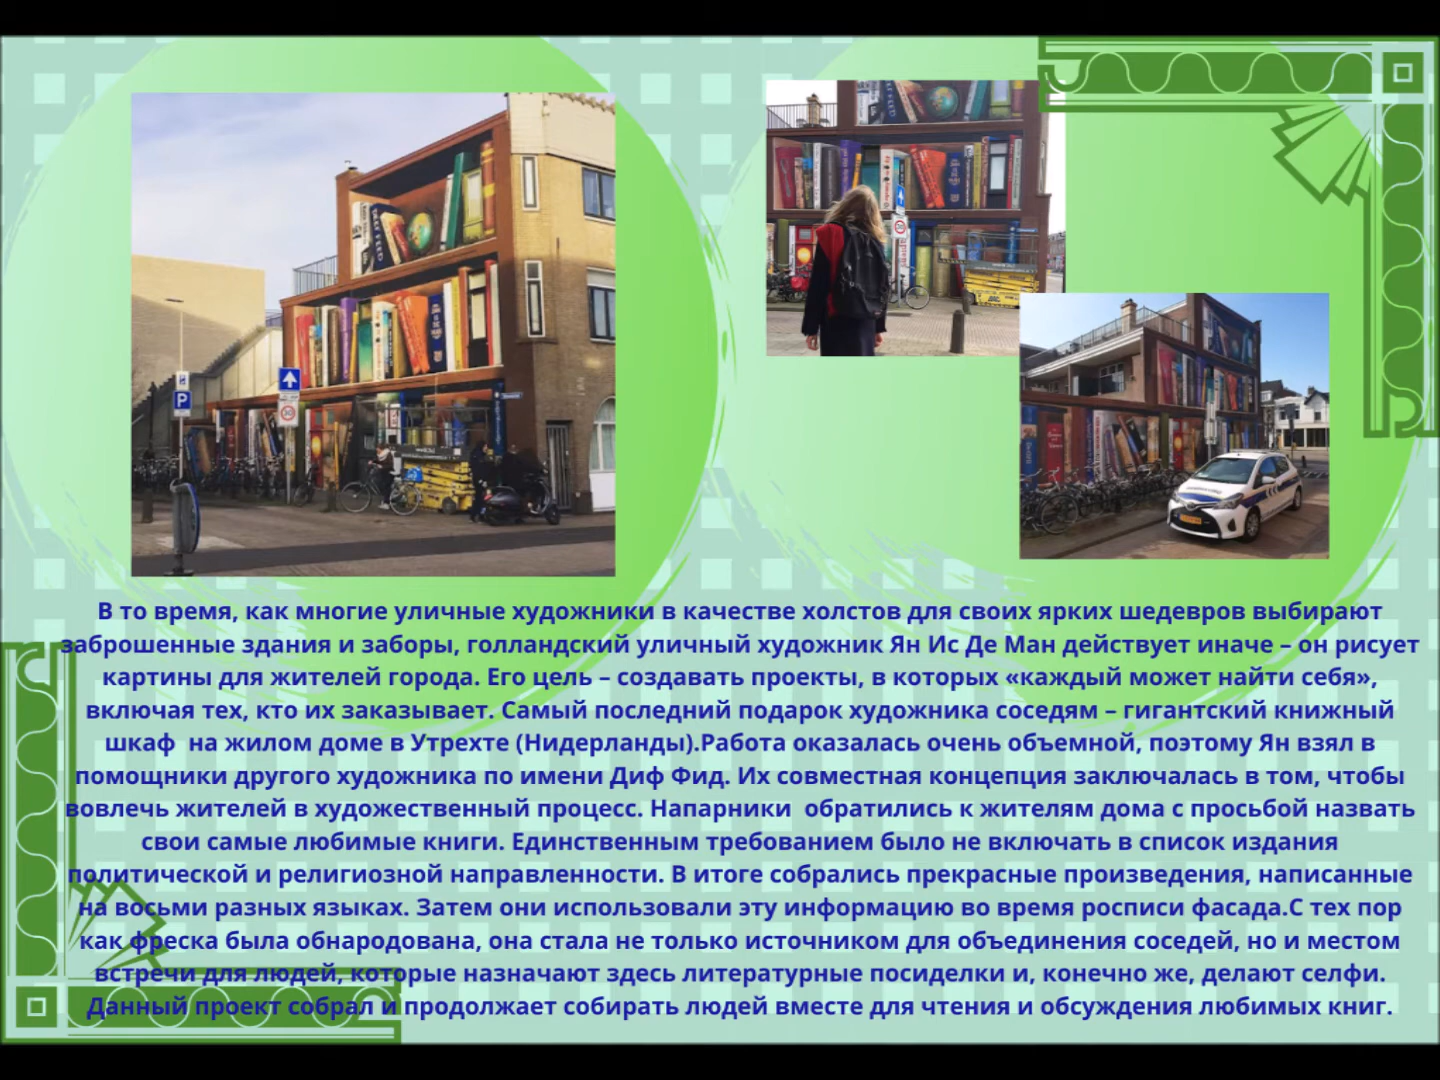 В то время, как многие уличные художники в качестве холстов для своих ярких шедевров выбирают
заброшенные здания и заборы, голландский уличный художник Ян Ис Де Ман действует иначе – он рисует
картины для жителей города. Его цель – создавать проекты, в которых «каждый может найти себя»,
включая тех, кто их заказывает. Самый последний подарок художника соседям – гигантский книжный
шкаф на жилом доме в Утрехте (Нидерланды).Работа оказалась очень объемной, поэтому Ян взял в
помощники другого художника по имени Диф Фид. Их совместная концепция заключалась в том, чтобы
вовлечь жителей в художественный процесс. Напарники обратились к жителям дома с просьбой назвать
свои самые любимые книги. Единственным требованием было не включать в список издания
политической и религиозной направленности. В итоге собрались прекрасные произведения, написанные
на восьми разных языках. Затем они использовали эту информацию во время росписи фасада.С тех пор
как фреска была обнародована, она стала не только источником для объединения соседей, но и местом
встречи для людей, которые назначают здесь литературные посиделки и, конечно же, делают селфи.
Данный проект собрал и продолжает собирать людей вместе для чтения и обсуждения любимых книг.